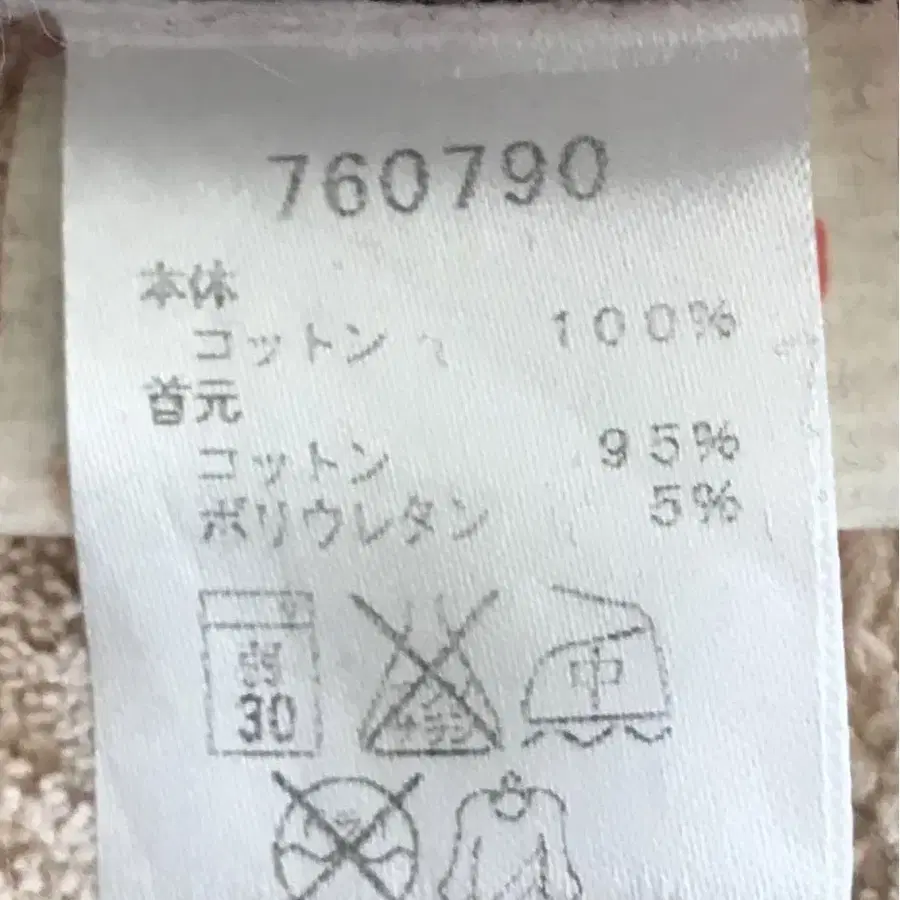 760790
本体
コットン 100%
首元
コットン 95%
ポリウレタン 5%
弱
30
中